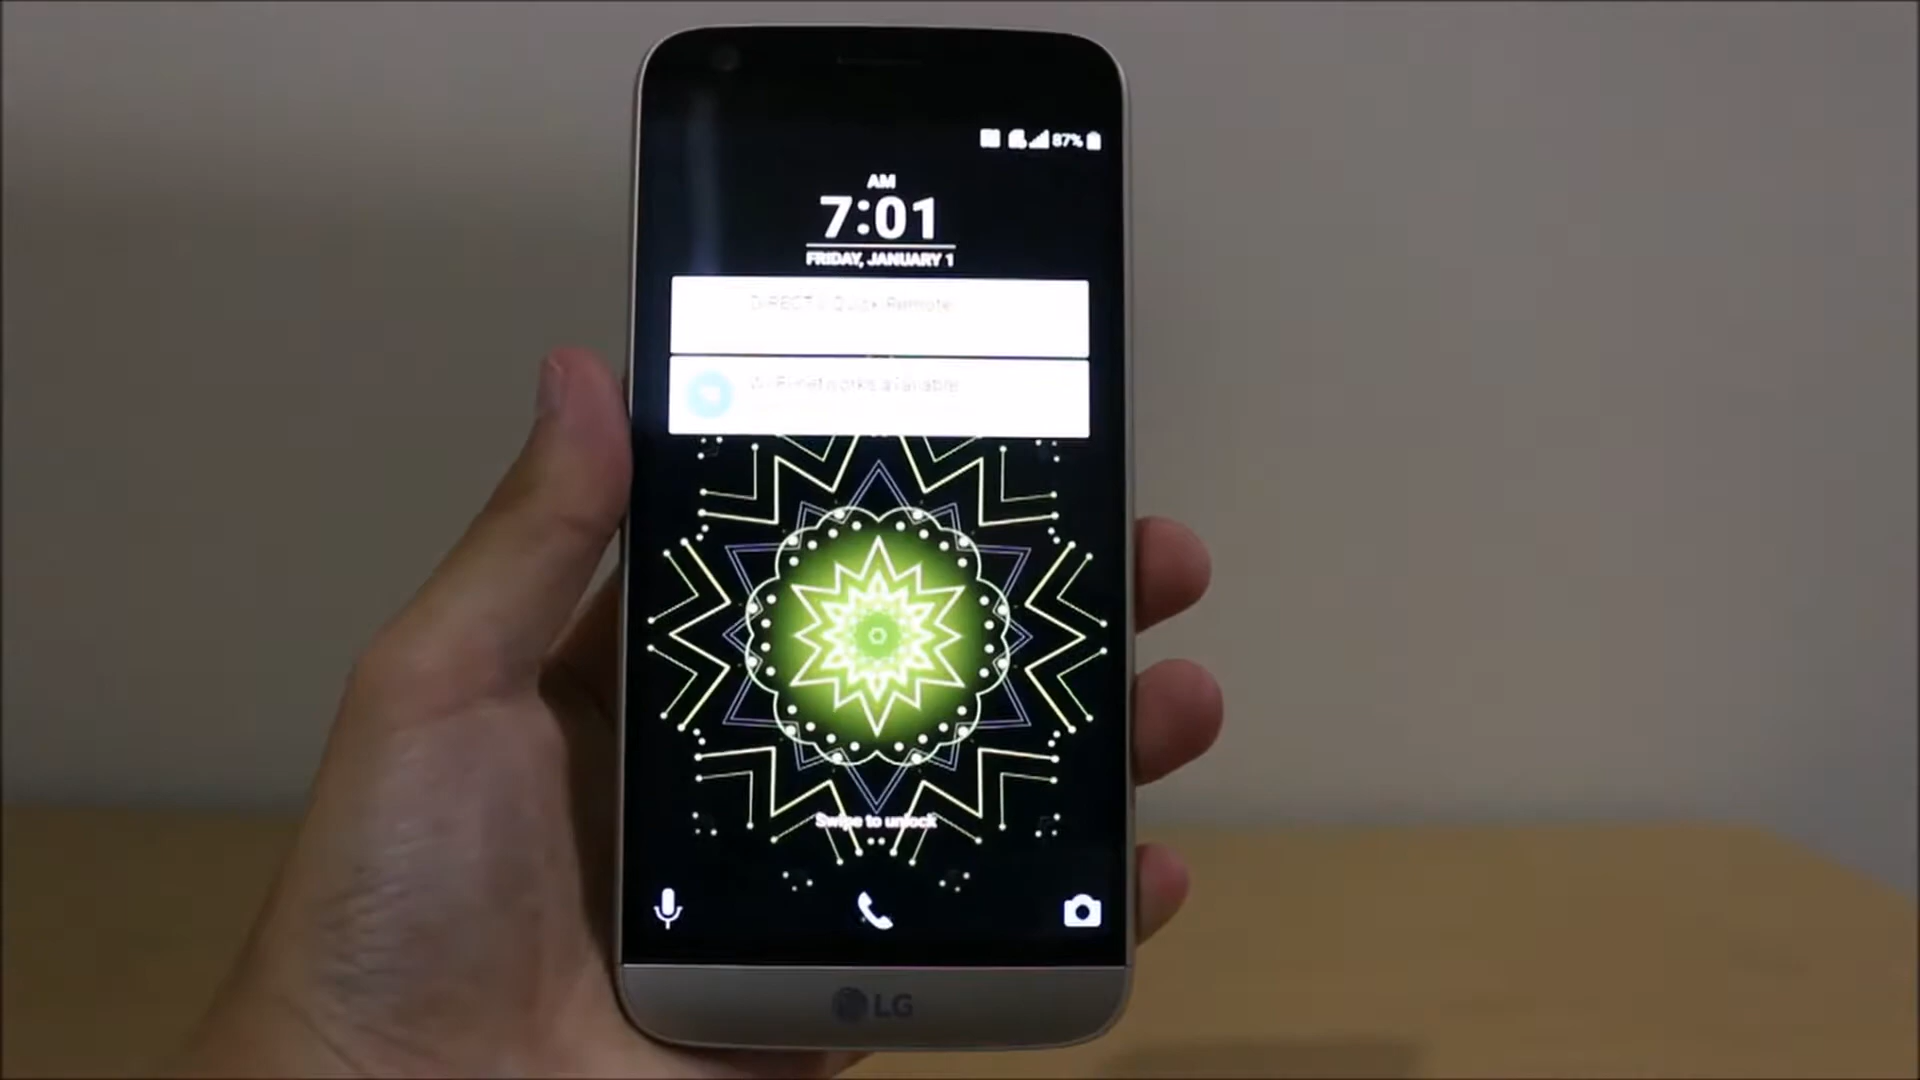 87%
AM
7:01
FRIDAY, JANUARY 1
DIRECTV Quick Remote
Wi-Fi networks available
Swipe to unlock
LG